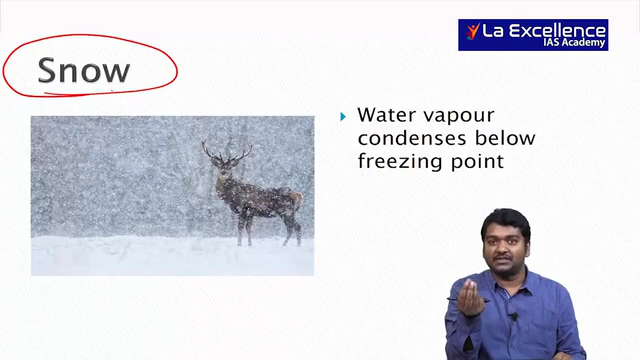 La Excellence
IAS Academy
Snow
Water vapour
condenses below
freezing point